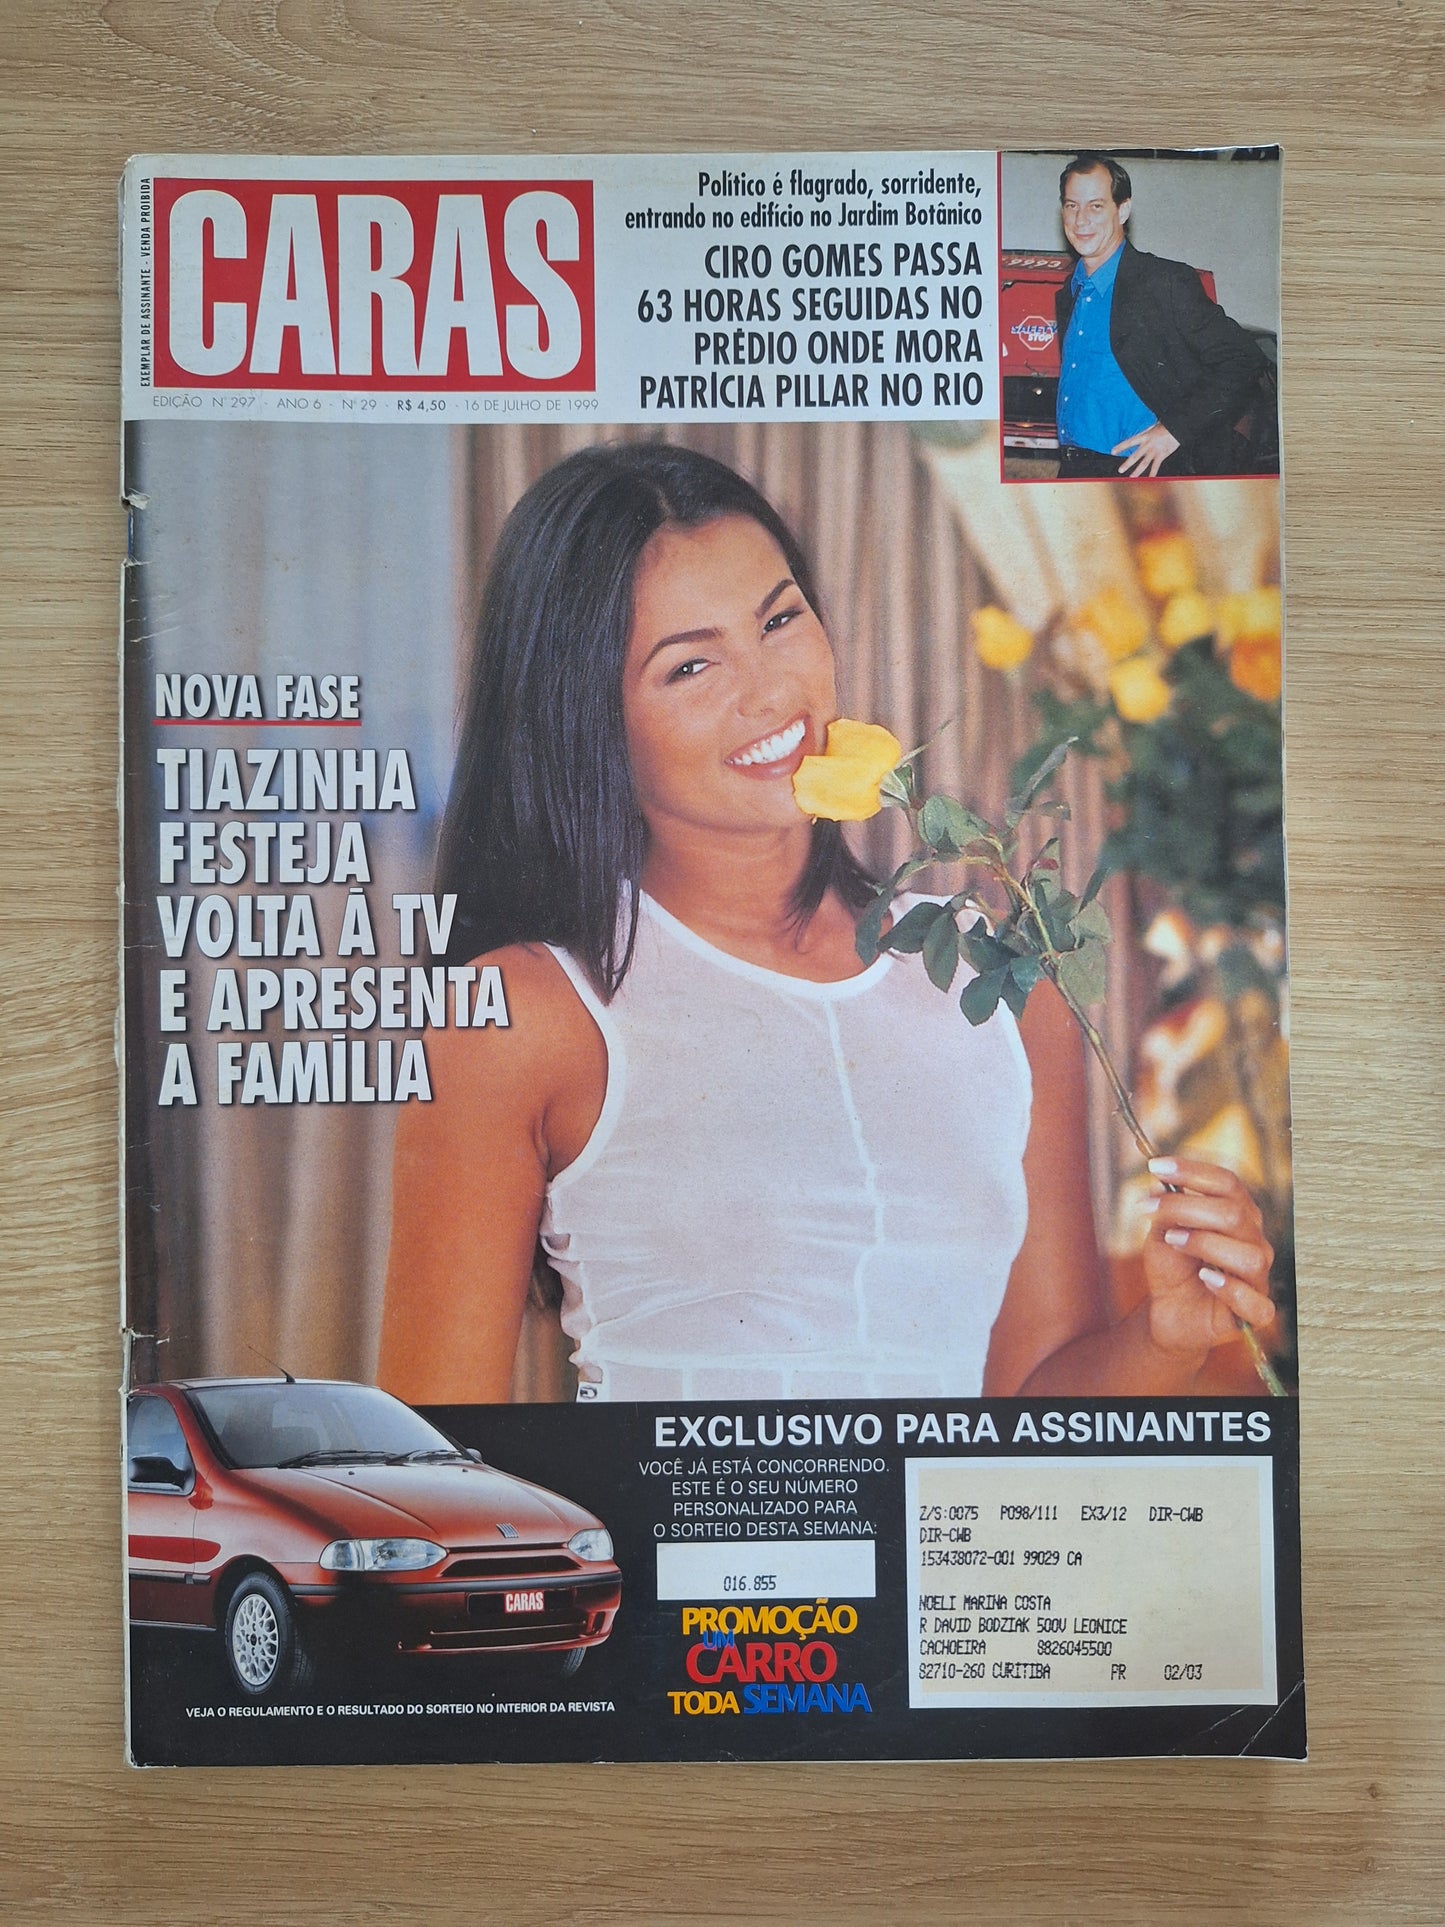 EXEMPLAR DE ASSINANTE - VENDA PROIBIDA
CARAS
EDIÇÃO Nº 297 - ANO 6 - Nº 29 - R$ 4,50 - 16 DE JULHO DE 1999
Político é flagrado, sorridente,
entrando no edifício no Jardim Botânico
CIRO GOMES PASSA
63 HORAS SEGUIDAS NO
PRÉDIO ONDE MORA
PATRÍCIA PILLAR NO RIO
SAFETY
STOP
NOVA FASE
TIAZINHA
FESTEJA
VOLTA À TV
E APRESENTA
A FAMÍLIA
EXCLUSIVO PARA ASSINANTES
VOCÊ JÁ ESTÁ CONCORRENDO.
ESTE É O SEU NÚMERO
PERSONALIZADO PARA
O SORTEIO DESTA SEMANA:
016.855
PROMOÇÃO
UM
CARRO
TODA SEMANA
CARAS
VEJA O REGULAMENTO E O RESULTADO DO SORTEIO NO INTERIOR DA REVISTA
Z/S:0075 P098/111 EX3/12 DIR-CWB
DIR-CWB
153438072-001 99029 CA
NOELI MARINA COSTA
R DAVID BODZIAK 500V LEONICE
CACHOEIRA 8826045500
82710-260 CURITIBA PR 02/03